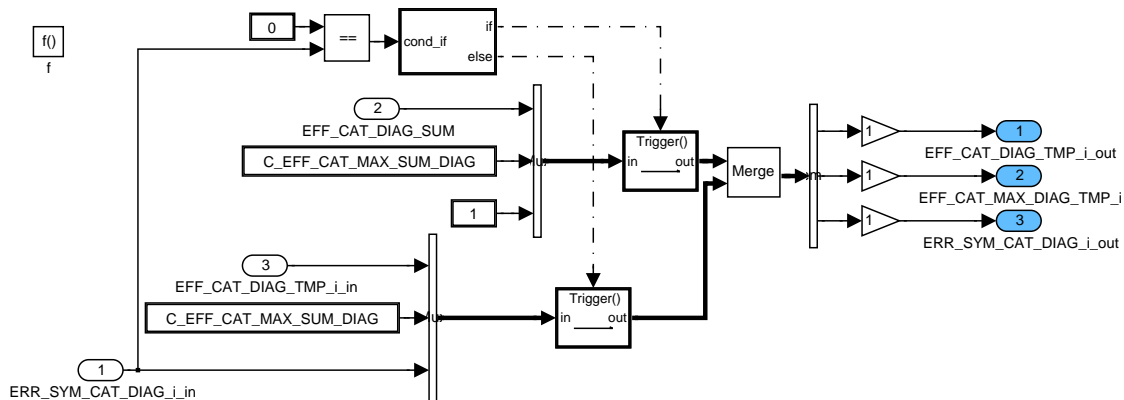 0
==
cond_if
if
else
f()
f
2
EFF_CAT_DIAG_SUM
C_EFF_CAT_MAX_SUM_DIAG
1
Trigger()
in
out
Merge
1
1
EFF_CAT_DIAG_TMP_i_out
1
2
EFF_CAT_MAX_DIAG_TMP_i
1
3
ERR_SYM_CAT_DIAG_i_out
3
EFF_CAT_DIAG_TMP_i_in
C_EFF_CAT_MAX_SUM_DIAG
Trigger()
in
out
1
ERR_SYM_CAT_DIAG_i_in